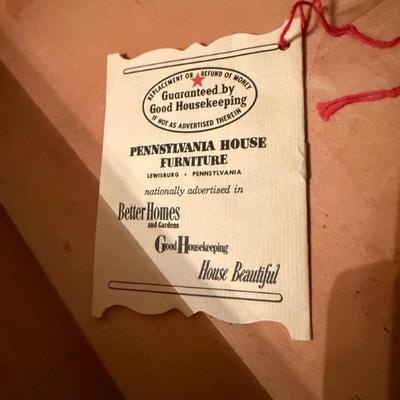 REPLACEMENT OR REFUND OF MONEY
Guaranteed by
Good Housekeeping
IF NOT AS ADVERTISED THEREIN
PENNSYLVANIA HOUSE
FURNITURE
LEWISBURG • PENNSYLVANIA
nationally advertised in
Better Homes
and Gardens
Good Housekeeping
House Beautiful